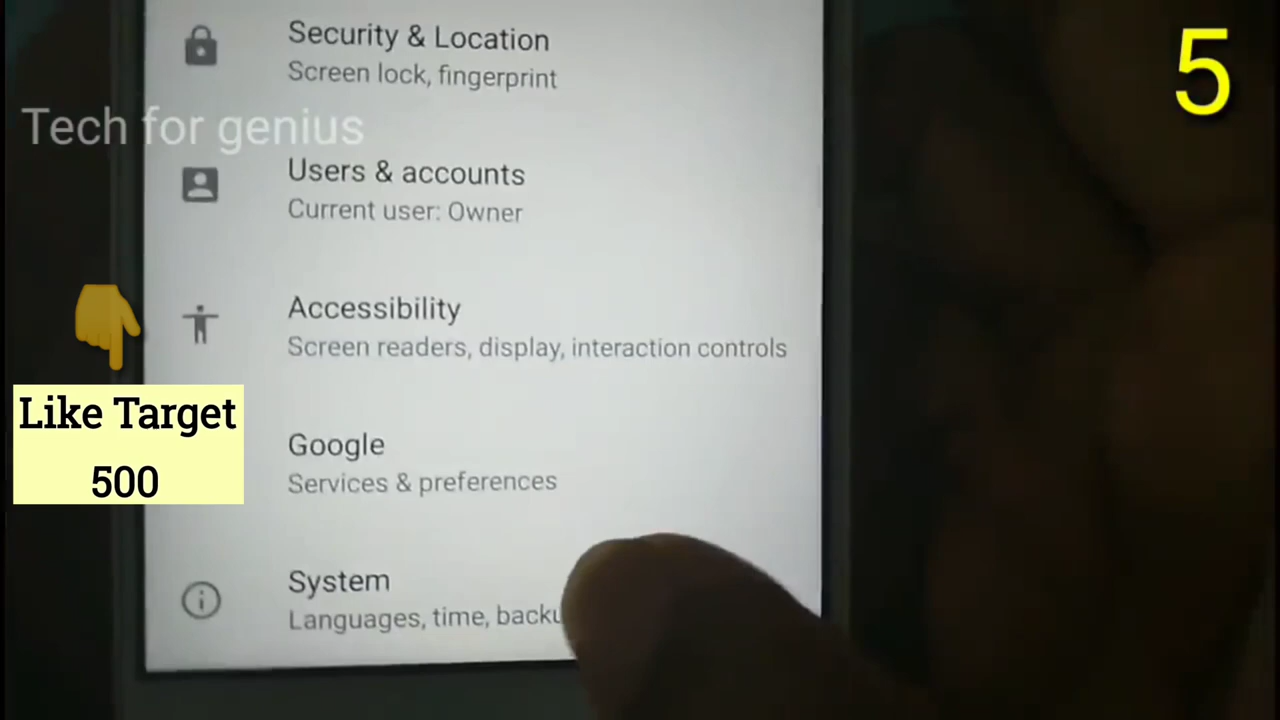 Security & Location
Screen lock, fingerprint
5
Tech for genius
Users & accounts
Current user: Owner
Accessibility
Screen readers, display, interaction controls
Like Target
500
Google
Services & preferences
System
Languages, time,